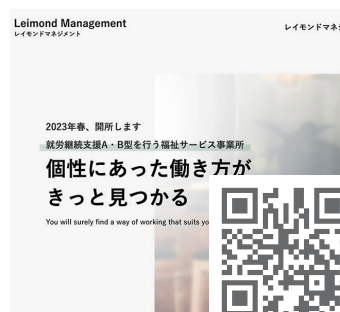 Leimond Management
レイモンドマネジメント
レイモンドマネジ
2023年春、開所します
就労継続支援A・B型を行う福祉サービス事業所
個性にあった働き方が
きっと見つかる
You will surely find a way of working that suits yo